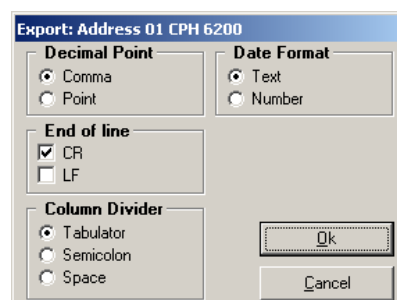 Export: Address 01 CPH 6200
Decimal Point
Comma
Point
Date Format
Text
Number
End of line
CR
LF
Column Divider
Tabulator
Semicolon
Space
Ok
Cancel